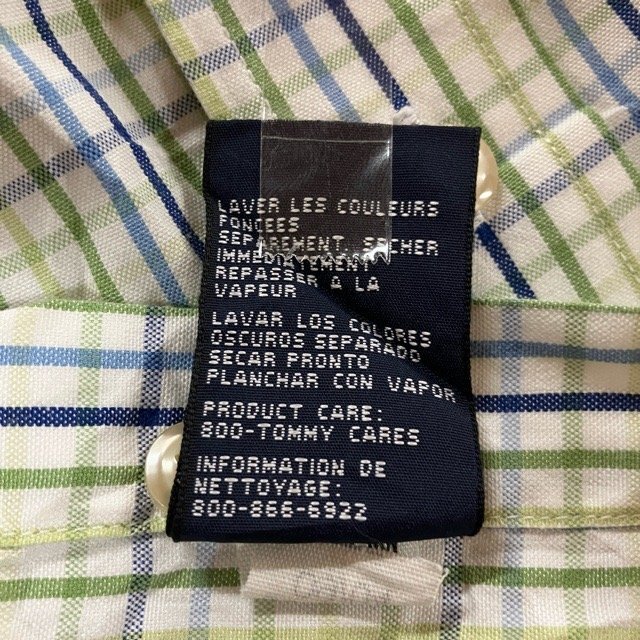 LAVER LES COULEURS
FONCEES
SEPAREMENT. SECHER
IMMEDIATEMENT
REPASSER A LA
VAPEUR
LAVAR LOS COLORES
OSCUROS SEPARADO
SECAR PRONTO
PLANCHAR CON VAPOR
PRODUCT CARE:
800-TOMMY CARES
INFORMATION DE
NETTOYAGE:
800-866-6922